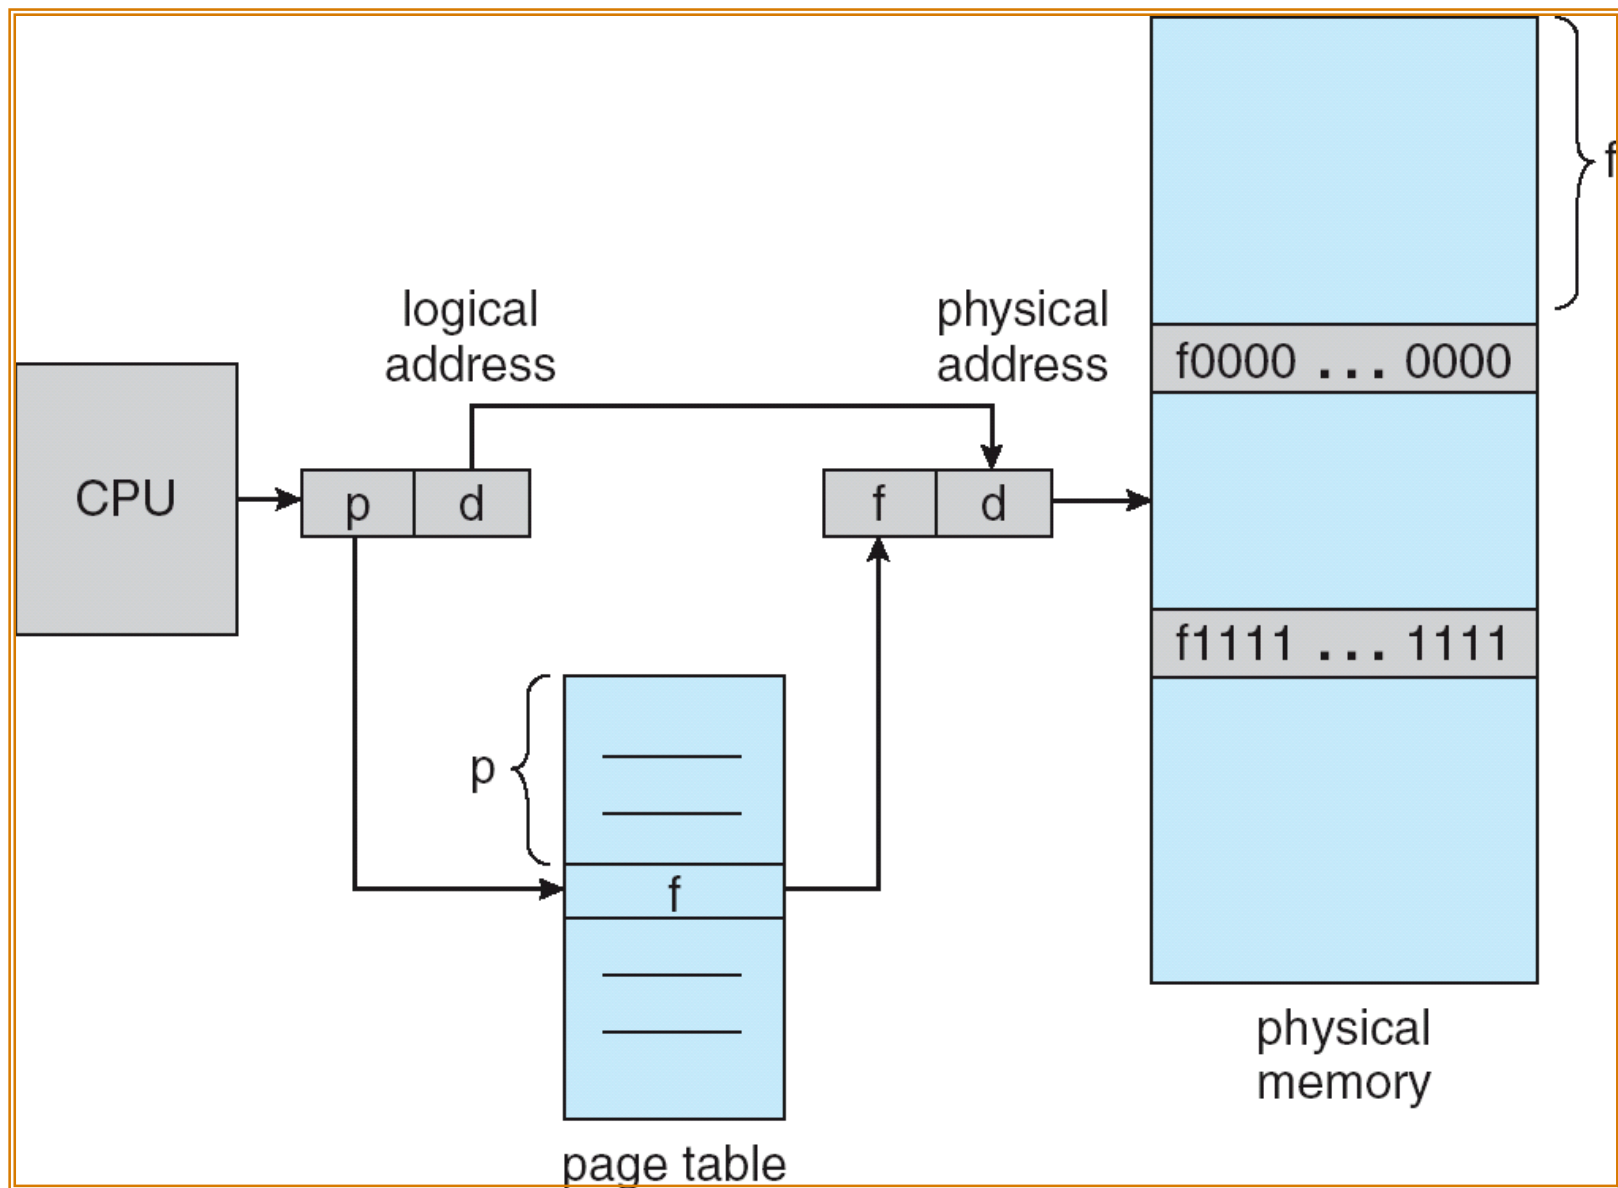 f
logical
address
physical
address
f0000 ... 0000
CPU
p d
f d
f1111 ... 1111
p
f
physical
memory
page table